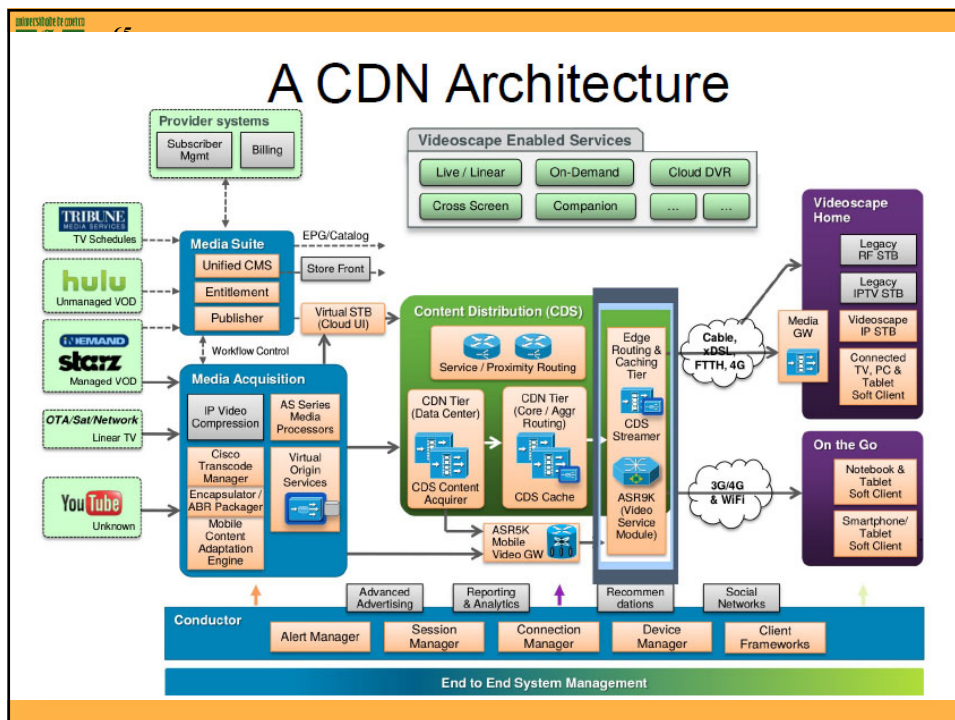 65
A CDN Architecture
Provider systems
Subscriber
Mgmt
Billing
Videoscape Enabled Services
Live / Linear
On-Demand
Cloud DVR
Cross Screen
Companion
...
...
TRIBUNE
MEDIA SERVICES
TV Schedules
hulu
Unmanaged VOD
starz
Managed VOD
OTA/Sat/Network
Linear TV
YouTube
Unknown
Media Suite
Unified CMS
Entitlement
Publisher
EPG/Catalog
Store Front
Virtual STB
(Cloud UI)
Workflow Control
Media Acquisition
IP Video
Compression
AS Series
Media
Processors
Cisco
Transcode
Manager
Encapsulator /
ABR Packager
Mobile
Content
Adaptation
Engine
Virtual
Origin
Services
Content Distribution (CDS)
Service / Proximity Routing
CDN Tier
(Data Center)
CDS Content
Acquirer
CDN Tier
(Core / Aggr
Routing)
CDS Cache
Edge
Routing &
Caching
Tier
CDS
Streamer
ASR9K
(Video
Service
Module)
ASR5K
Mobile
Video GW
Cable,
xDSL,
FTTH, 4G
3G/4G
& WiFi
Media
GW
Videoscape
Home
Legacy
RF STB
Legacy
IPTV STB
Videoscape
IP STB
Connected
TV, PC &
Tablet
Soft Client
On the Go
Notebook &
Tablet
Soft Client
Smartphone/
Tablet
Soft Client
Advanced
Advertising
Reporting
& Analytics
Recommen
dations
Social
Networks
Conductor
Alert Manager
Session
Manager
Connection
Manager
Device
Manager
Client
Frameworks
End to End System Management